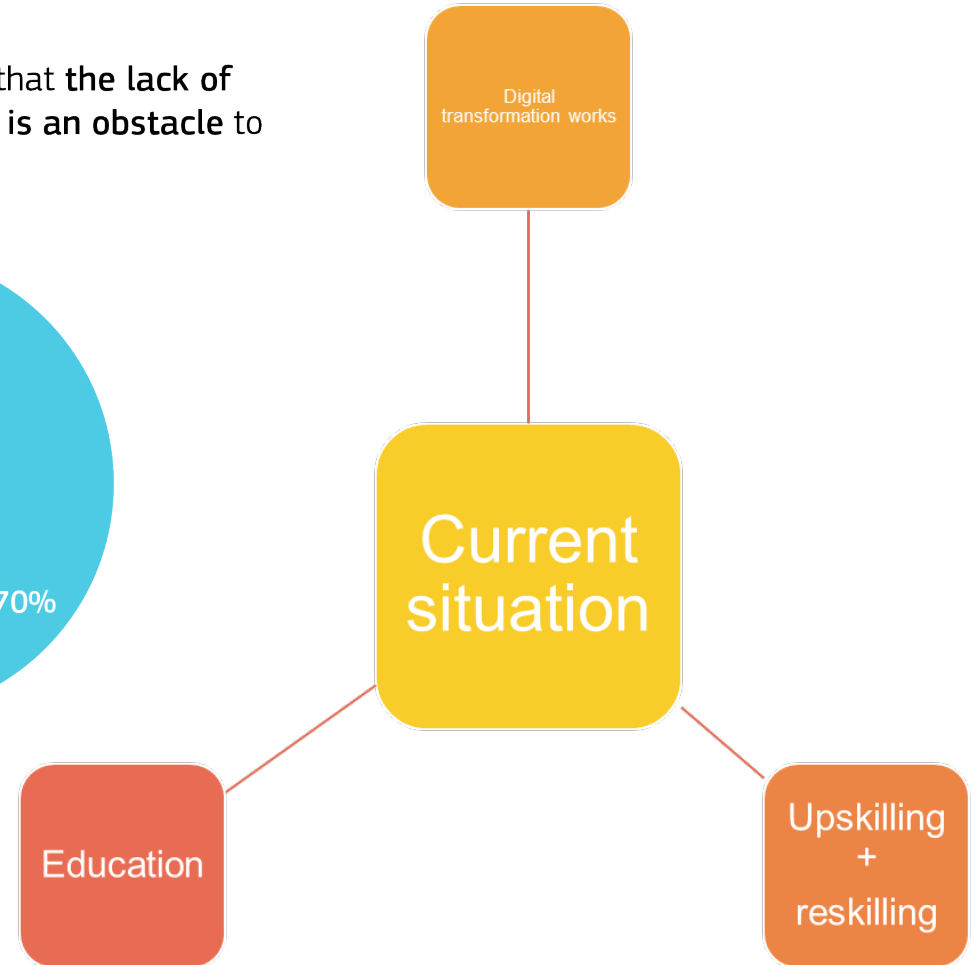 that the lack of
is an obstacle to
Digital
transformation works
Current
situation
70%
Education
Upskilling
+
reskilling